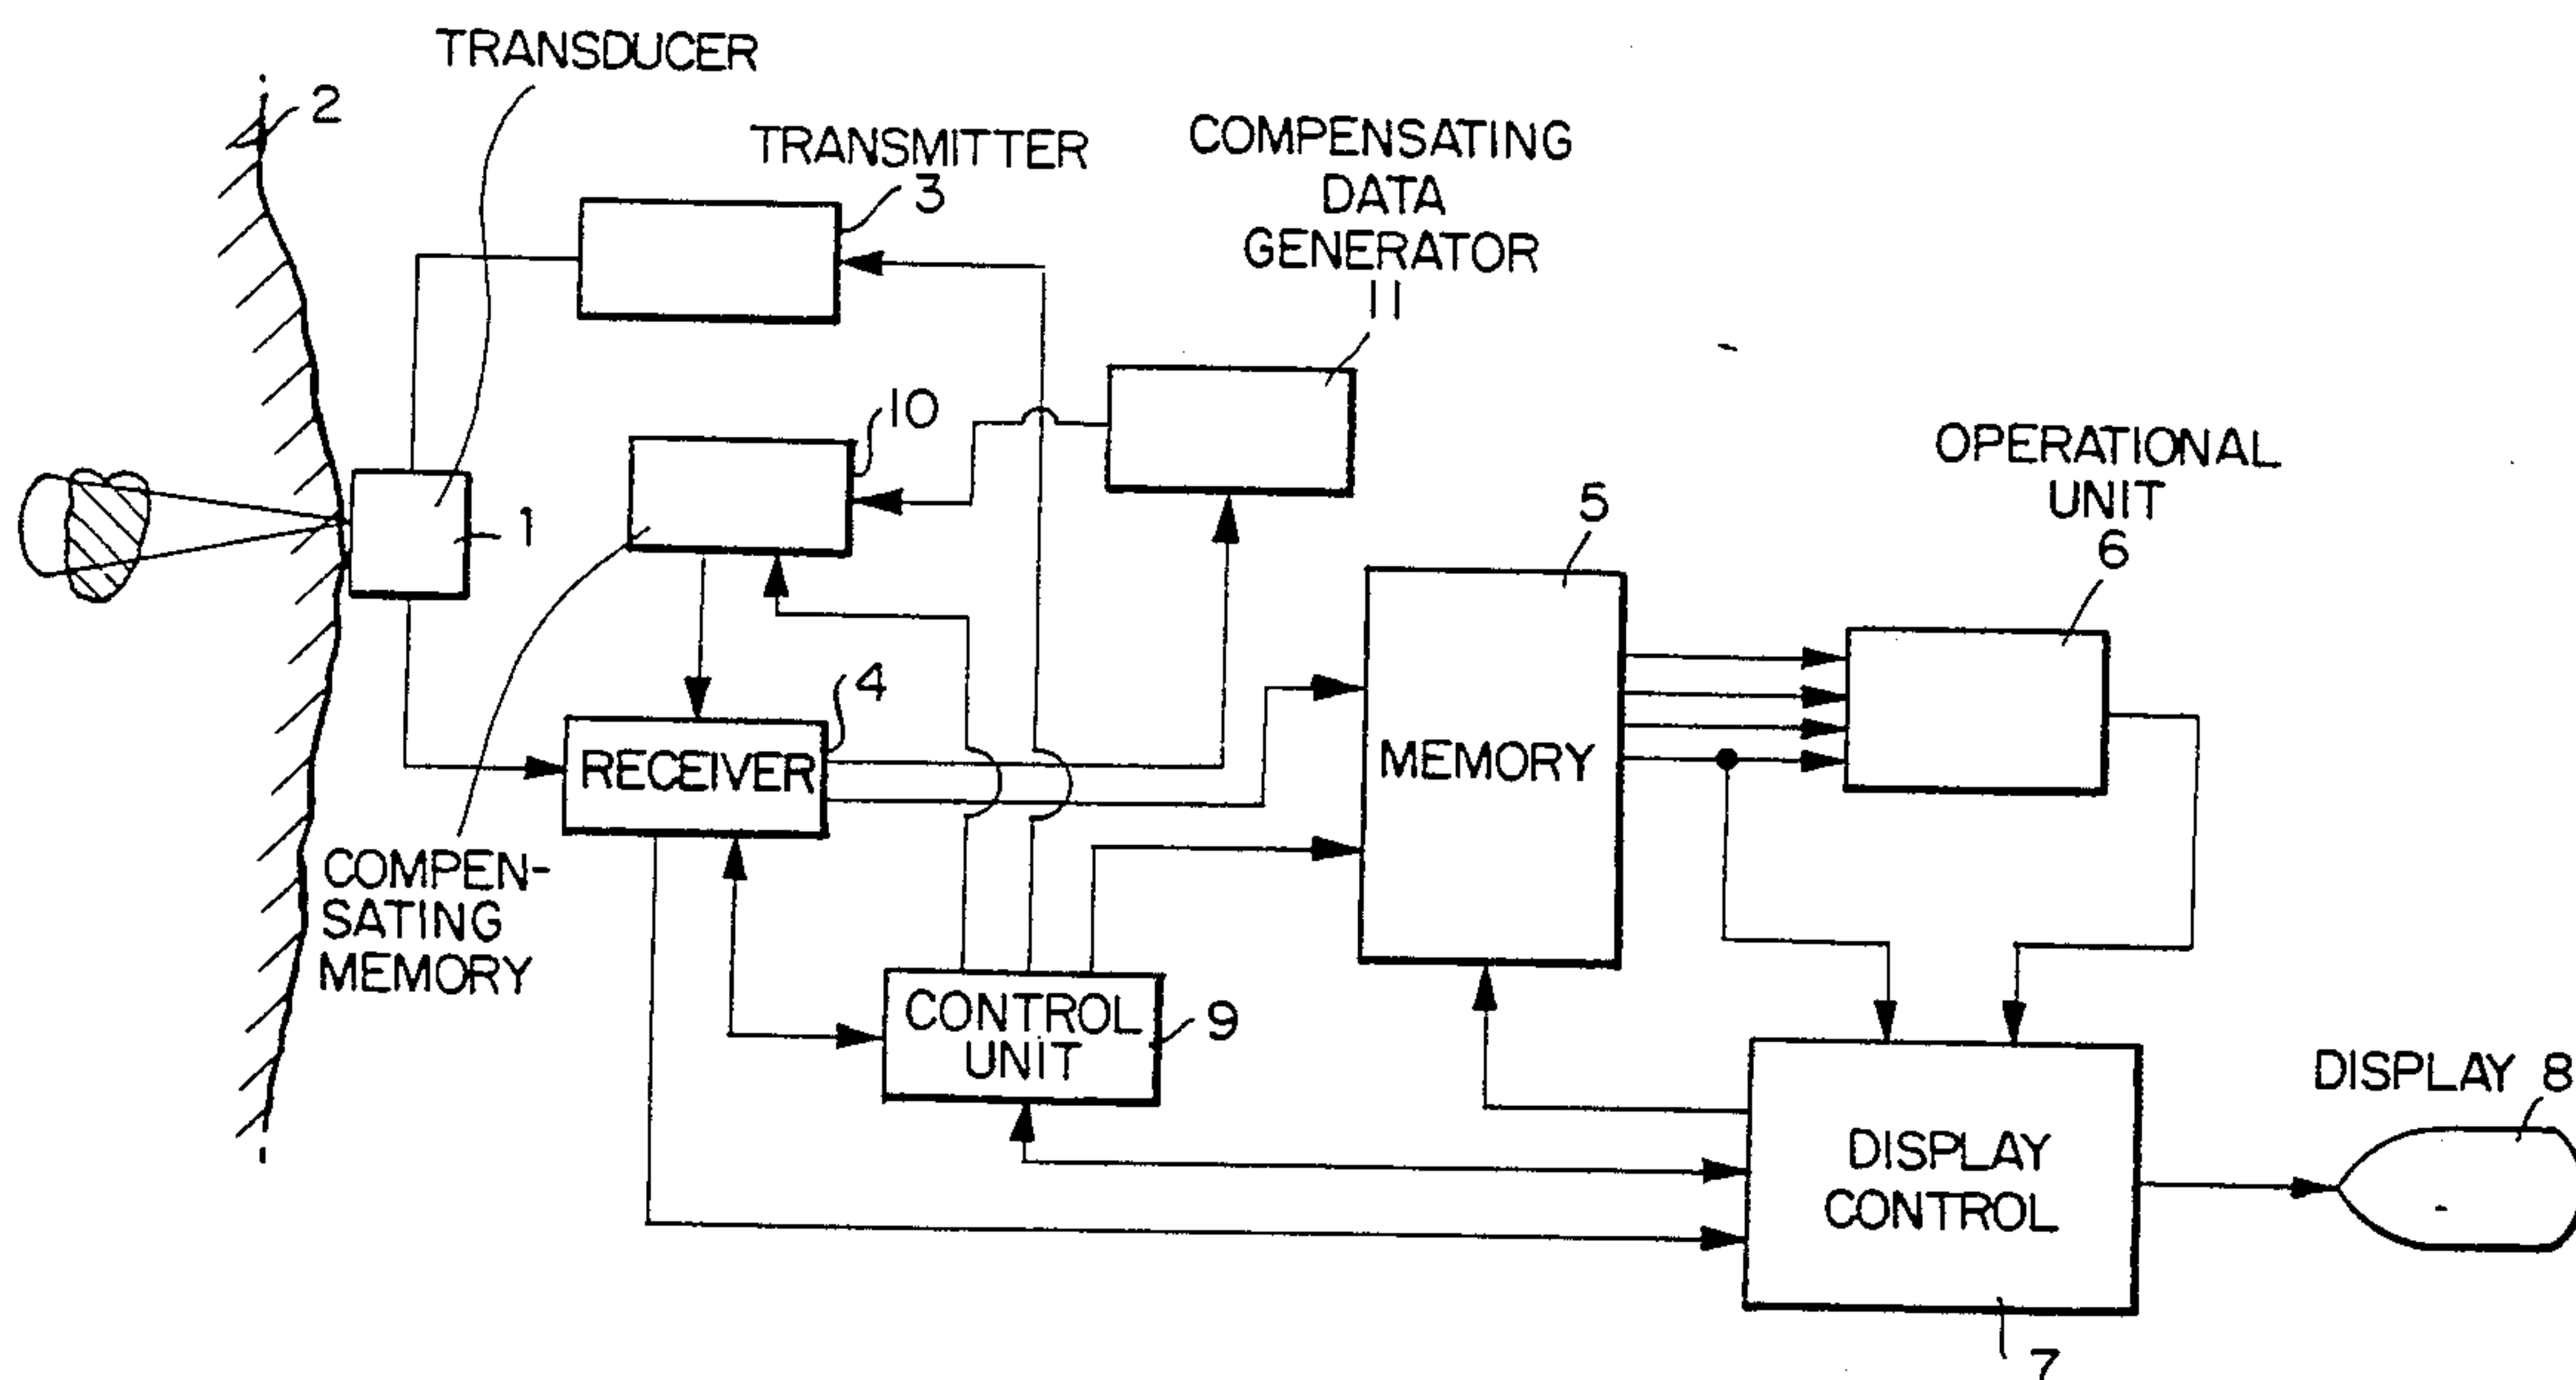 TRANSDUCER
2
TRANSMITTER
3
COMPENSATING
DATA
GENERATOR
11
10
OPERATIONAL
UNIT
6
5
1
4
RECEIVER
MEMORY
COMPEN-
SATING
MEMORY
CONTROL
UNIT
9
DISPLAY 8
DISPLAY
CONTROL
7